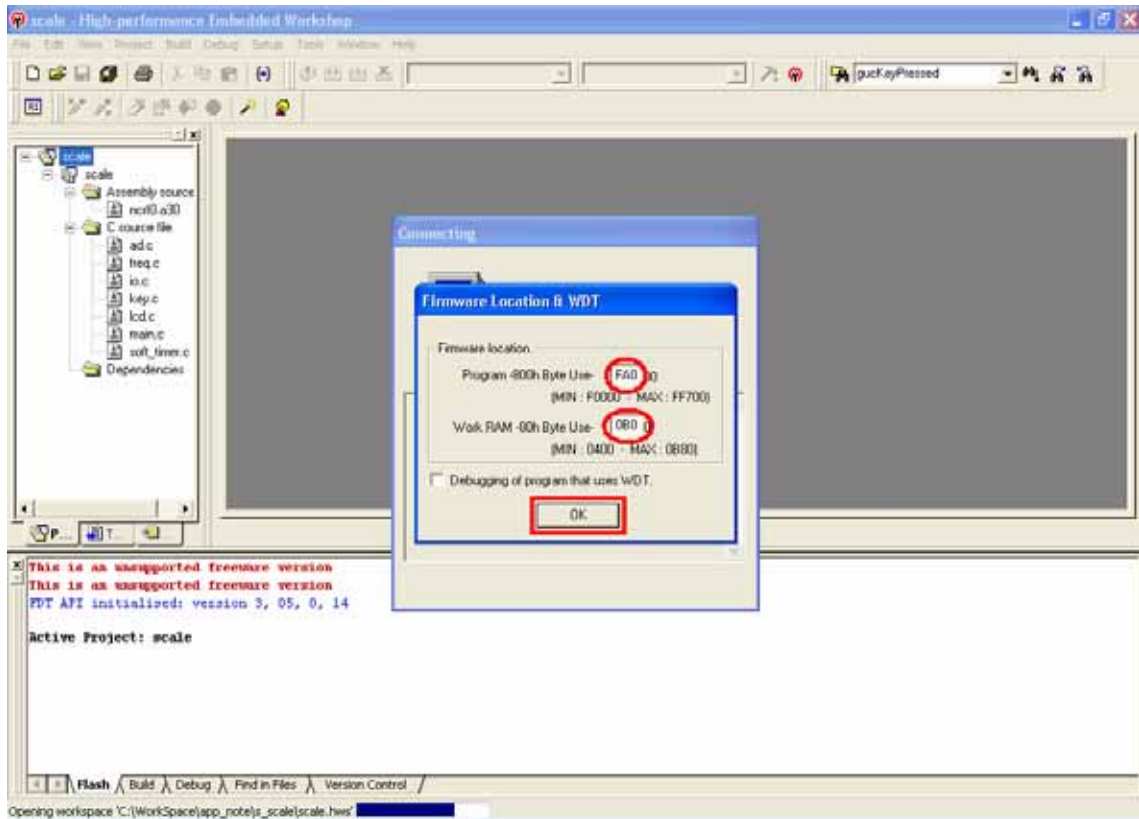 scale - High-performance Embedded Workshop
File Edit View Project Build Debug Setup Tools Window Help
gucKeyPressed
scale
scale
Assembly source
ncrt0.a30
C source file
ad.c
freq.c
io.c
key.c
lcd.c
main.c
soft_timer.c
Dependencies
P...
T...
Connecting
Firmware Location & WDT
Firmware location.
Program -800h Byte Use- FA0
(MIN : F0000 - MAX : FF700)
Work RAM -80h Byte Use- 0B0
(MIN : 0400 - MAX : 0B80)
Debugging of program that uses WDT.
OK
This is an unsupported freeware version
This is an unsupported freeware version
FDT API initialised: version 3, 05, 0, 14
Active Project: scale
Flash Build Debug Find in Files Version Control
Opening workspace 'C:\WorkSpace\app_note\s_scale\scale.hws'